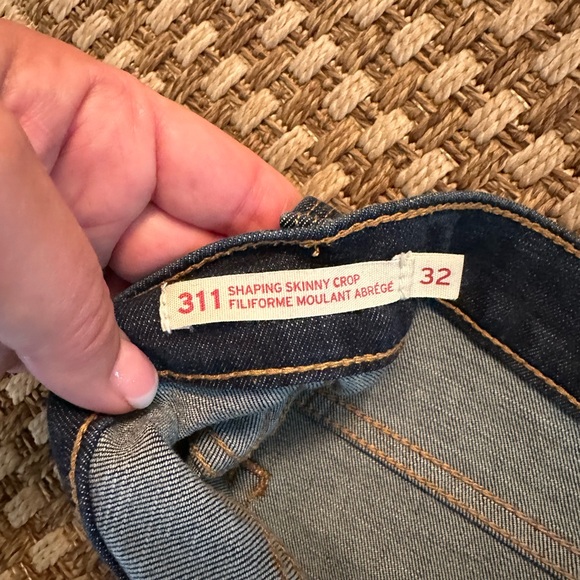 311 SHAPING SKINNY CROP
FILIFORME MOULANT ABRÉGÉ
32